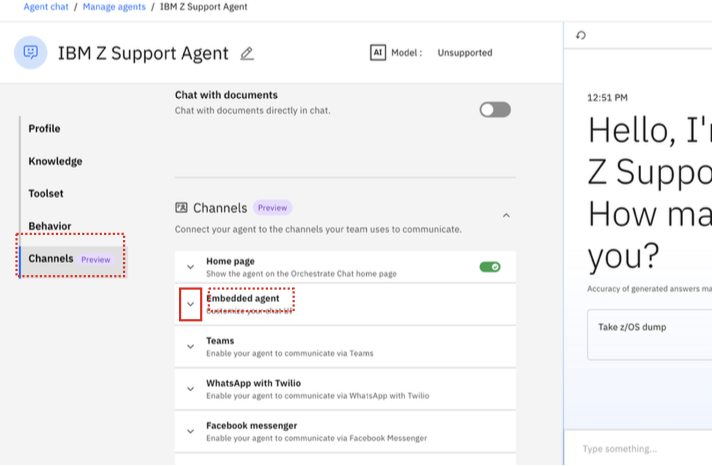 Agent chat / Manage agents / IBM Z Support Agent
IBM Z Support Agent
AI Model : Unsupported
Chat with documents
Chat with documents directly in chat.
Profile
Knowledge
Toolset
Behavior
Channels Preview
Channels Preview
Connect your agent to the channels your team uses to communicate.
Home page
Show the agent on the Orchestrate Chat home page
Embedded agent
Customize your chat UI
Teams
Enable your agent to communicate via Teams
WhatsApp with Twilio
Enable your agent to communicate via WhatsApp with Twilio
Facebook messenger
Enable your agent to communicate via Facebook Messenger
12:51 PM
Hello, I'
Z Suppo
How ma
you?
Accuracy of generated answers ma
Take z/OS dump
Type something...